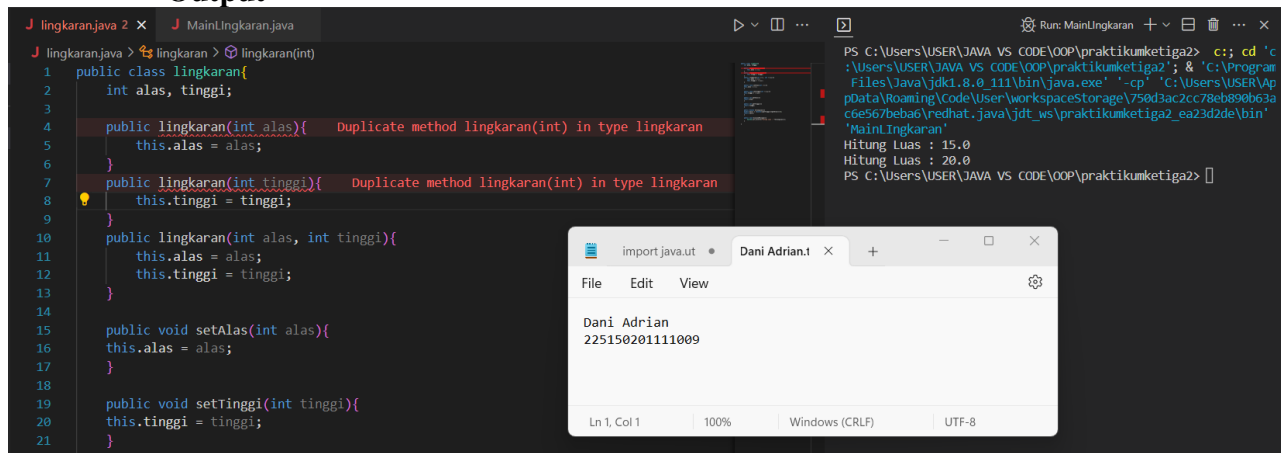 lingkaran.java 2
MainLIngkaran.java
lingkaran.java > lingkaran > lingkaran(int)
1 public class lingkaran{
2 int alas, tinggi;
3
4 public lingkaran(int alas){ Duplicate method lingkaran(int) in type lingkaran
5 this.alas = alas;
6 }
7 public lingkaran(int tinggi){ Duplicate method lingkaran(int) in type lingkaran
8 this.tinggi = tinggi;
9 }
10 public lingkaran(int alas, int tinggi){
11 this.alas = alas;
12 this.tinggi = tinggi;
13 }
14
15 public void setAlas(int alas){
16 this.alas = alas;
17 }
18
19 public void setTinggi(int tinggi){
20 this.tinggi = tinggi;
21 }
Run: MainLIngkaran
PS C:\Users\USER\JAVA VS CODE\OOP\praktikumketiga2> c:; cd 'c
:\Users\USER\JAVA VS CODE\OOP\praktikumketiga2'; & 'C:\Program
Files\Java\jdk1.8.0_111\bin\java.exe' '-cp' 'C:\Users\USER\Ap
pData\Roaming\Code\User\workspaceStorage\750d3ac2cc78eb890b63a
c6e567beba6\redhat.java\jdt_ws\praktikumketiga2_ea23d2de\bin'
'MainLIngkaran'
Hitung Luas : 15.0
Hitung Luas : 20.0
PS C:\Users\USER\JAVA VS CODE\OOP\praktikumketiga2>
import java.ut
Dani Adrian.t
File Edit View
Dani Adrian
225150201111009
Ln 1, Col 1
100%
Windows (CRLF)
UTF-8